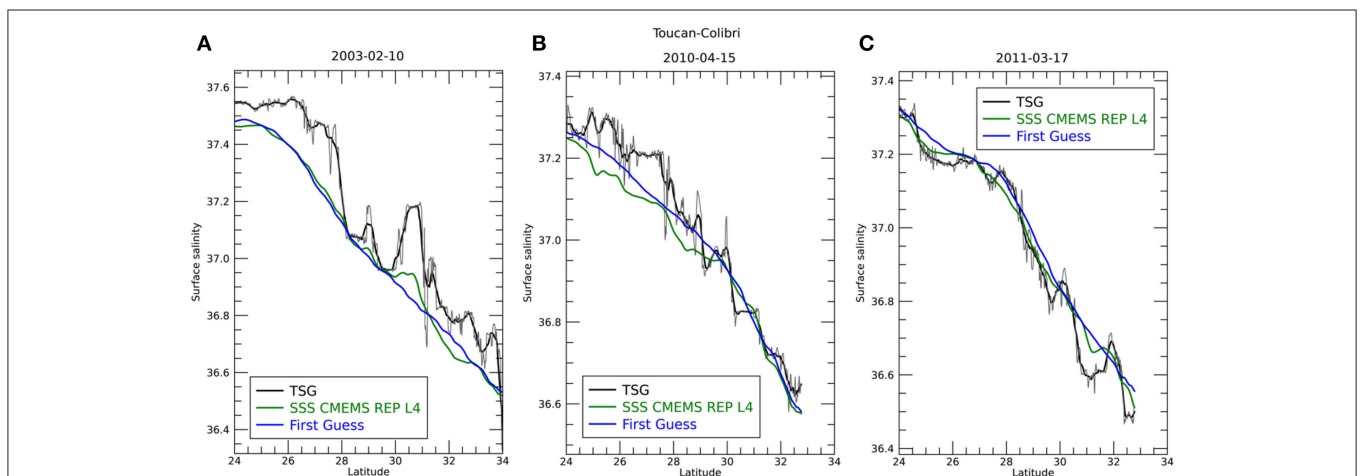 Toucan-Colibri
A
2003-02-10
37.6
37.4
37.2
37.0
36.8
36.6
36.4
Surface salinity
TSG
SSS CMEMS REP L4
First Guess
24 26 28 30 32 34
Latitude
B
2010-04-15
37.4
37.2
37.0
36.8
36.6
Surface salinity
TSG
SSS CMEMS REP L4
First Guess
24 26 28 30 32 34
Latitude
C
2011-03-17
37.4
37.2
37.0
36.8
36.6
36.4
Surface salinity
TSG
SSS CMEMS REP L4
First Guess
24 26 28 30 32 34
Latitude